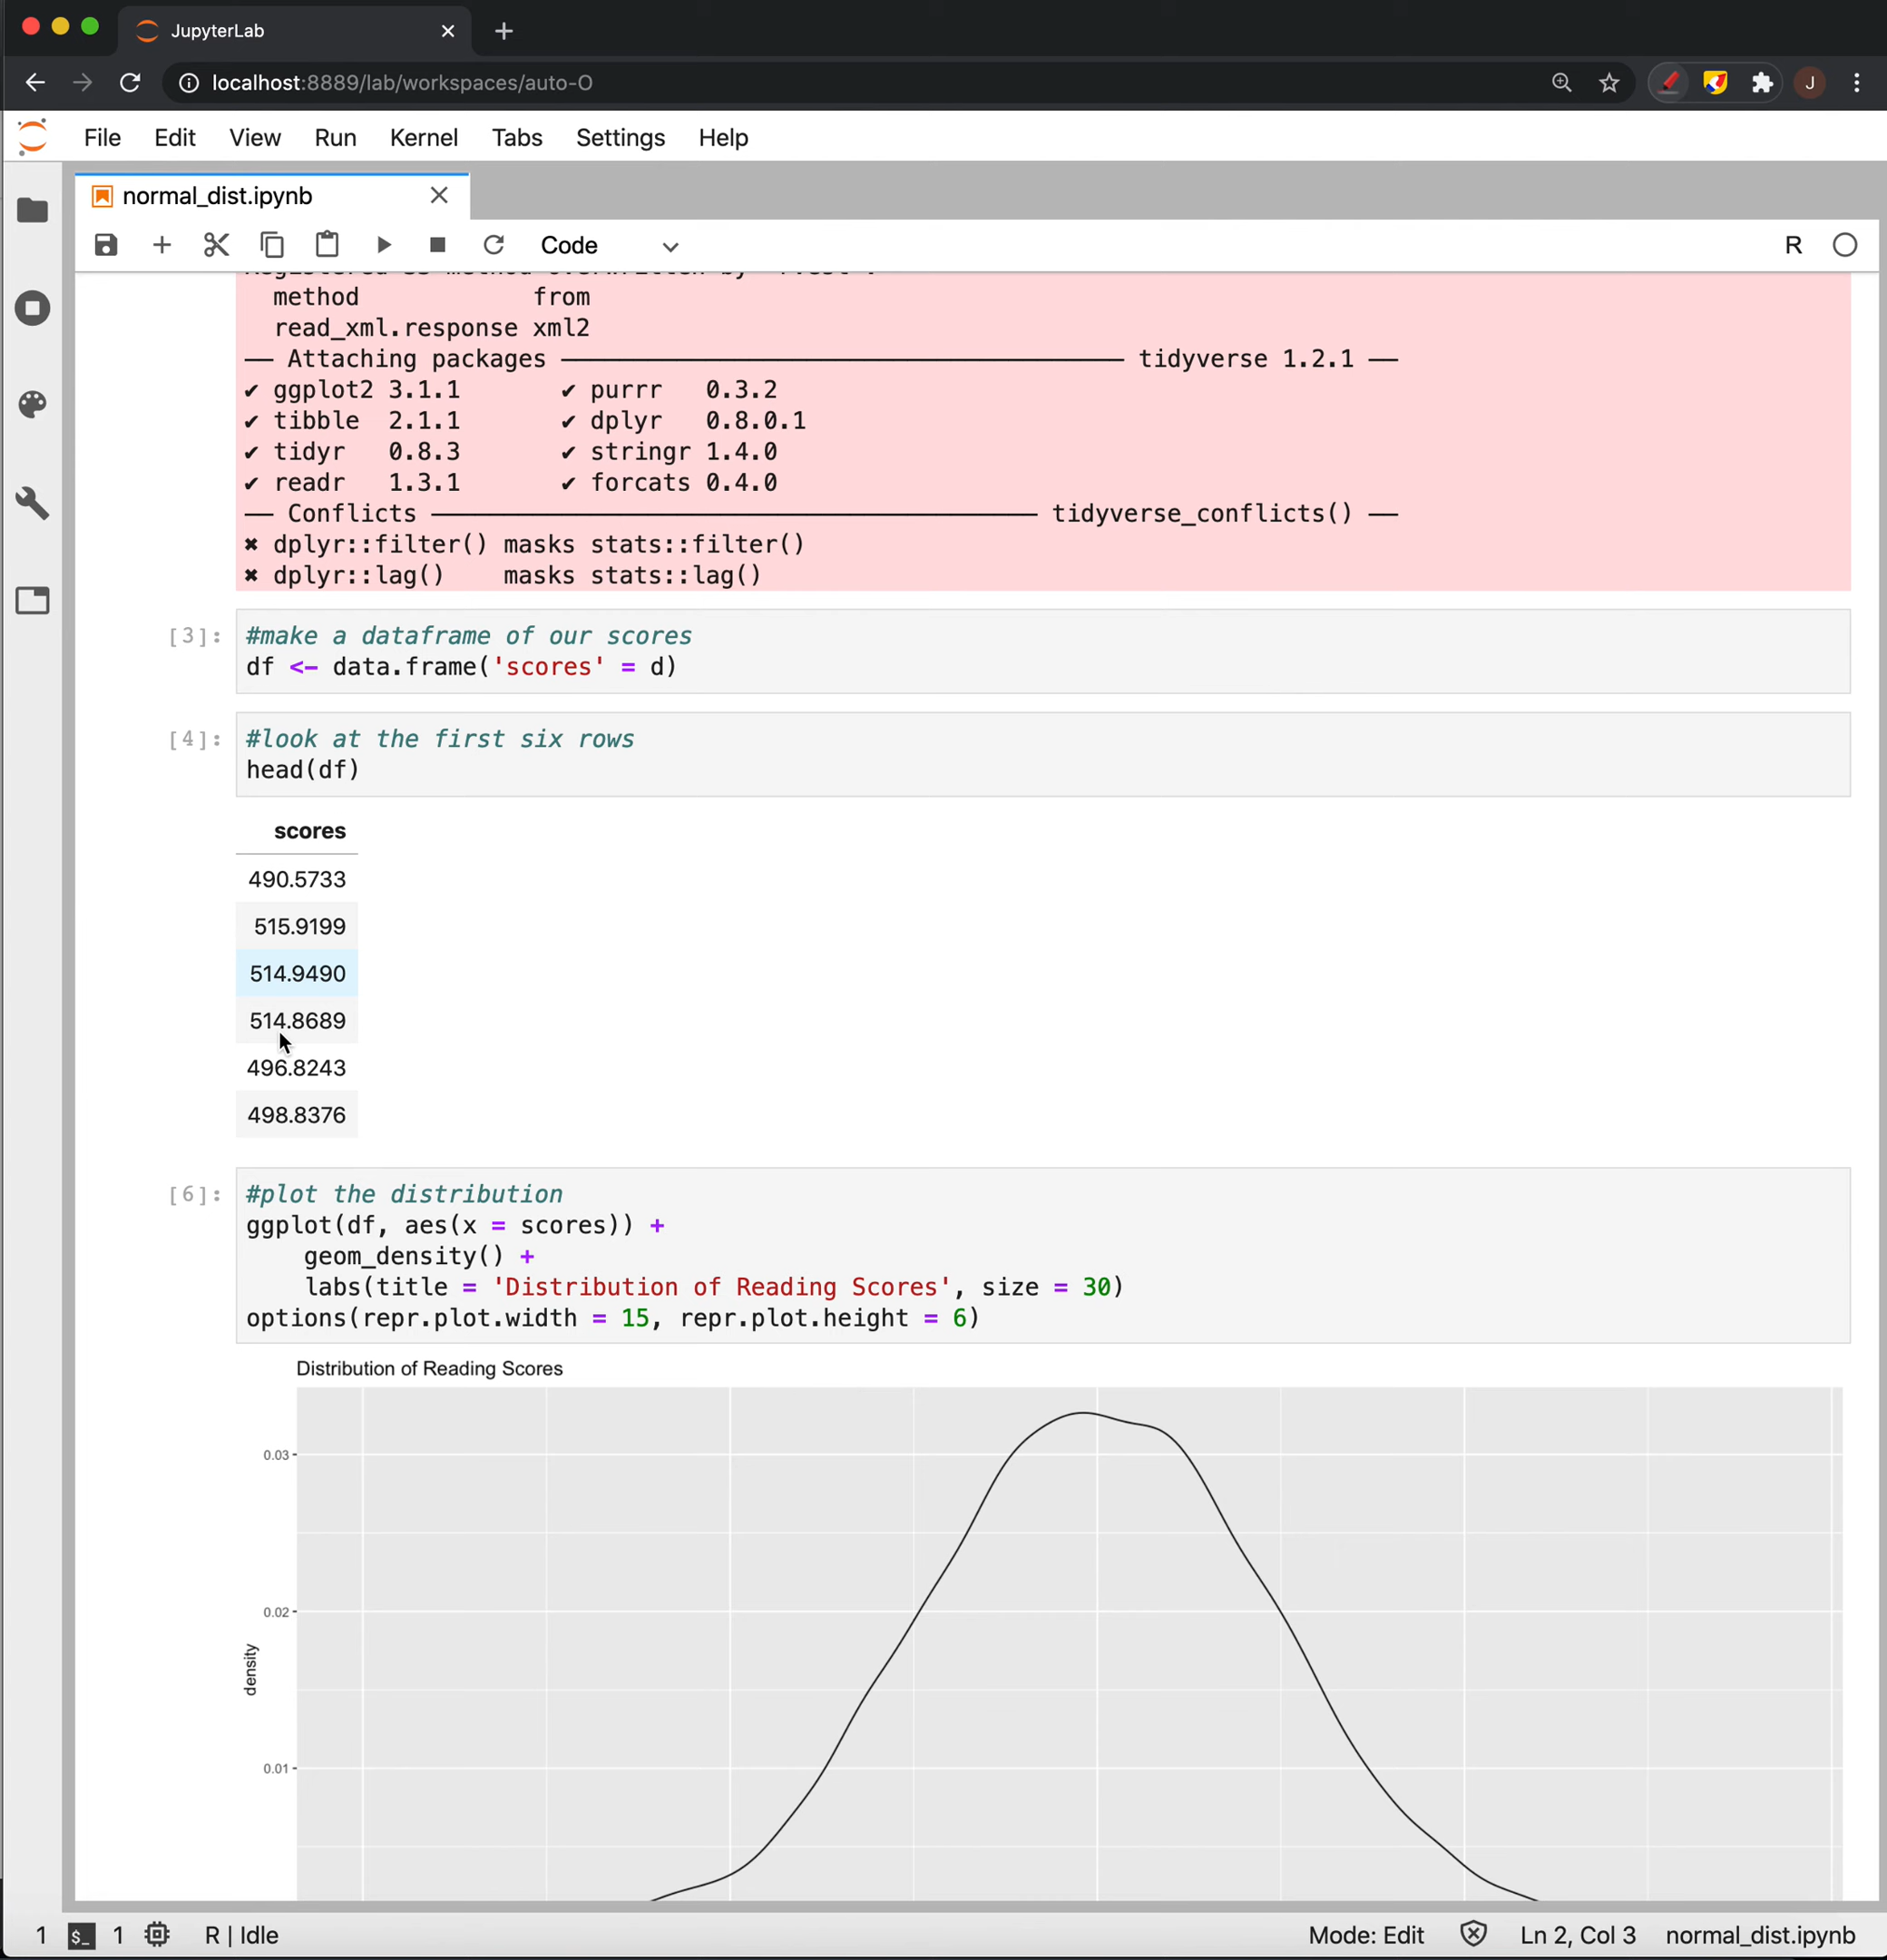 JupyterLab
localhost:8889/lab/workspaces/auto-O
J
File Edit View Run Kernel Tabs Settings Help
normal_dist.ipynb
Code
R
method from
read_xml.response xml2
── Attaching packages ─────────────────────────────────────── tidyverse 1.2.1 ──
✔ ggplot2 3.1.1 ✔ purrr 0.3.2
✔ tibble 2.1.1 ✔ dplyr 0.8.0.1
✔ tidyr 0.8.3 ✔ stringr 1.4.0
✔ readr 1.3.1 ✔ forcats 0.4.0
── Conflicts ────────────────────────────────────────── tidyverse_conflicts() ──
✖ dplyr::filter() masks stats::filter()
✖ dplyr::lag() masks stats::lag()
[3]: #make a dataframe of our scores
df <- data.frame('scores' = d)
[4]: #look at the first six rows
head(df)
scores
490.5733
515.9199
514.9490
514.8689
496.8243
498.8376
[6]: #plot the distribution
ggplot(df, aes(x = scores)) +
geom_density() +
labs(title = 'Distribution of Reading Scores', size = 30)
options(repr.plot.width = 15, repr.plot.height = 6)
Distribution of Reading Scores
0.03
0.02
density
0.01
1 $_ 1 R | Idle Mode: Edit Ln 2, Col 3 normal_dist.ipynb